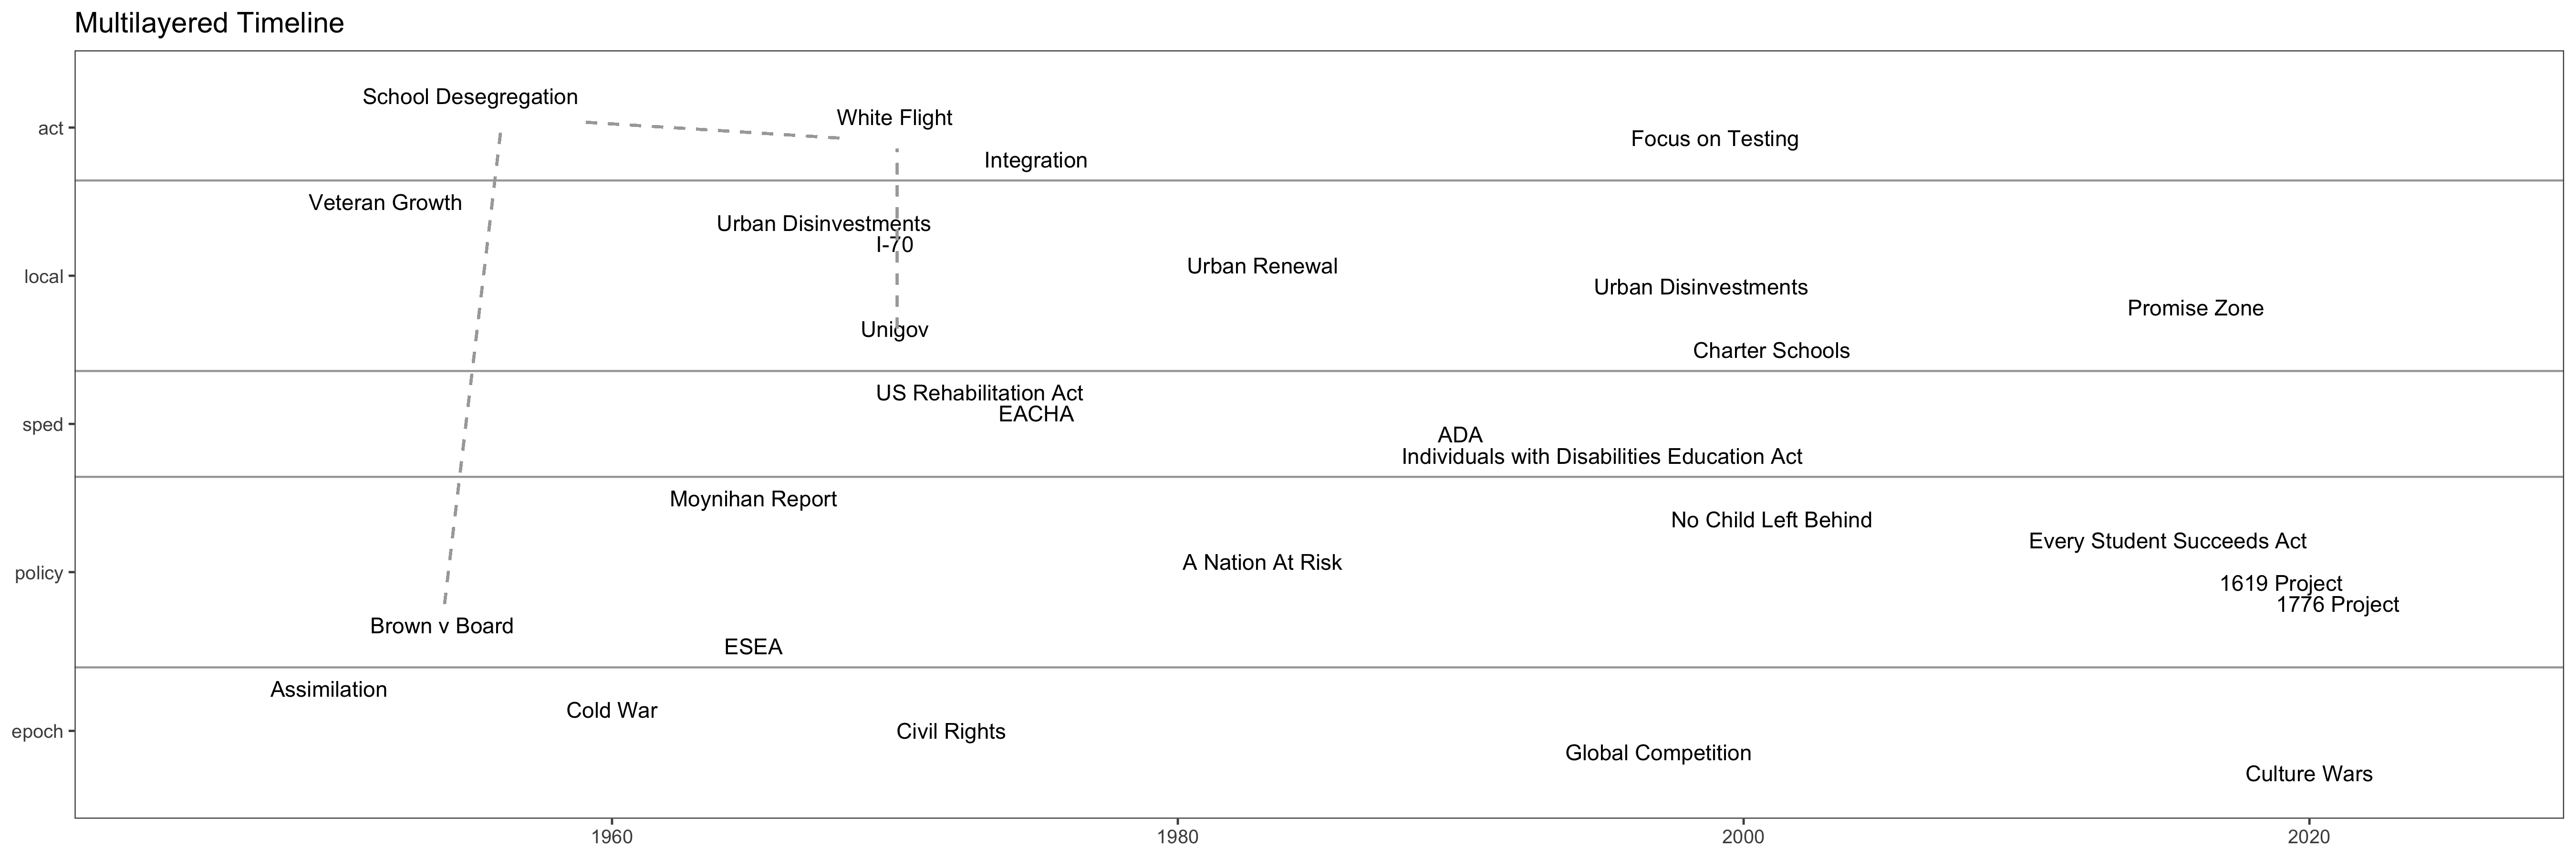 Multilayered Timeline
School Desegregation
White Flight
act
Focus on Testing
Integration
Veteran Growth
Urban Disinvestments
I-70
Urban Renewal
local
Urban Disinvestments
Promise Zone
Unigov
Charter Schools
US Rehabilitation Act
EACHA
sped
ADA
Individuals with Disabilities Education Act
Moynihan Report
No Child Left Behind
Every Student Succeeds Act
A Nation At Risk
policy
1619 Project
1776 Project
Brown v Board
ESEA
Assimilation
Cold War
epoch
Civil Rights
Global Competition
Culture Wars
1960 1980 2000 2020